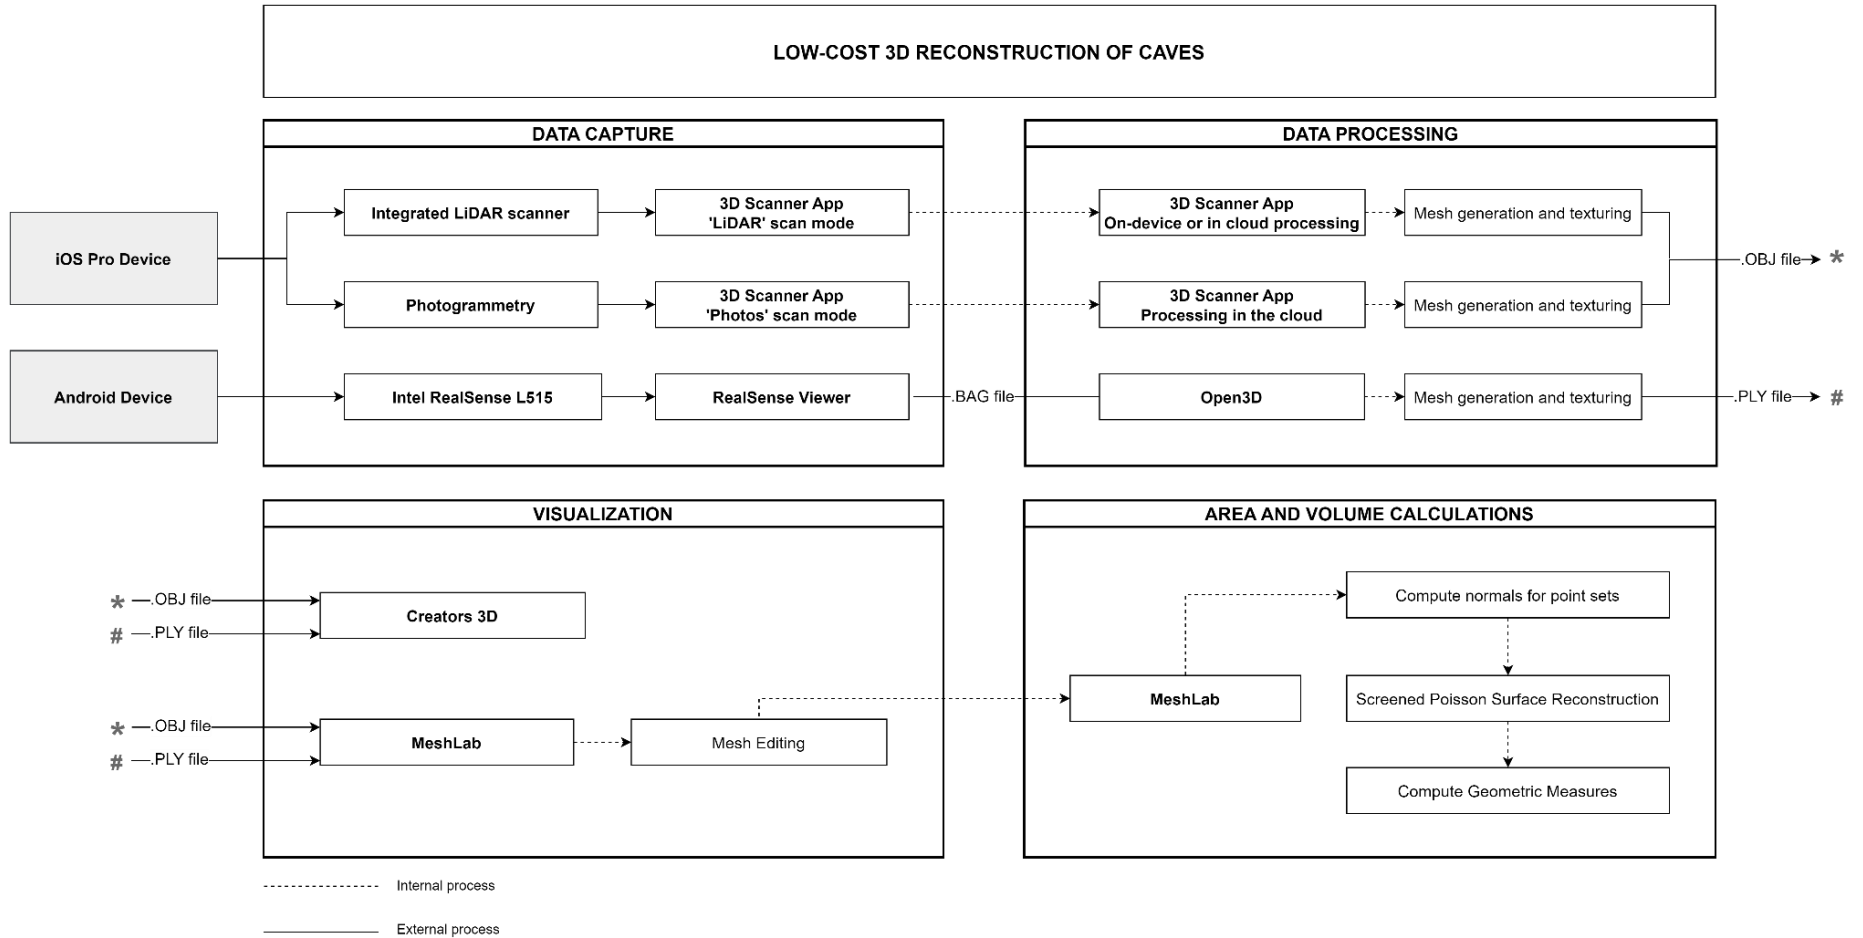 LOW-COST 3D RECONSTRUCTION OF CAVES
DATA CAPTURE
DATA PROCESSING
iOS Pro Device
Integrated LiDAR scanner
3D Scanner App
'LiDAR' scan mode
3D Scanner App
On-device or in cloud processing
Mesh generation and texturing
.OBJ file
*
Photogrammetry
3D Scanner App
'Photos' scan mode
3D Scanner App
Processing in the cloud
Mesh generation and texturing
Android Device
Intel RealSense L515
RealSense Viewer
.BAG file
Open3D
Mesh generation and texturing
.PLY file
#
VISUALIZATION
* .OBJ file
# .PLY file
Creators 3D
* .OBJ file
# .PLY file
MeshLab
Mesh Editing
AREA AND VOLUME CALCULATIONS
MeshLab
Compute normals for point sets
Screened Poisson Surface Reconstruction
Compute Geometric Measures
Internal process
External process